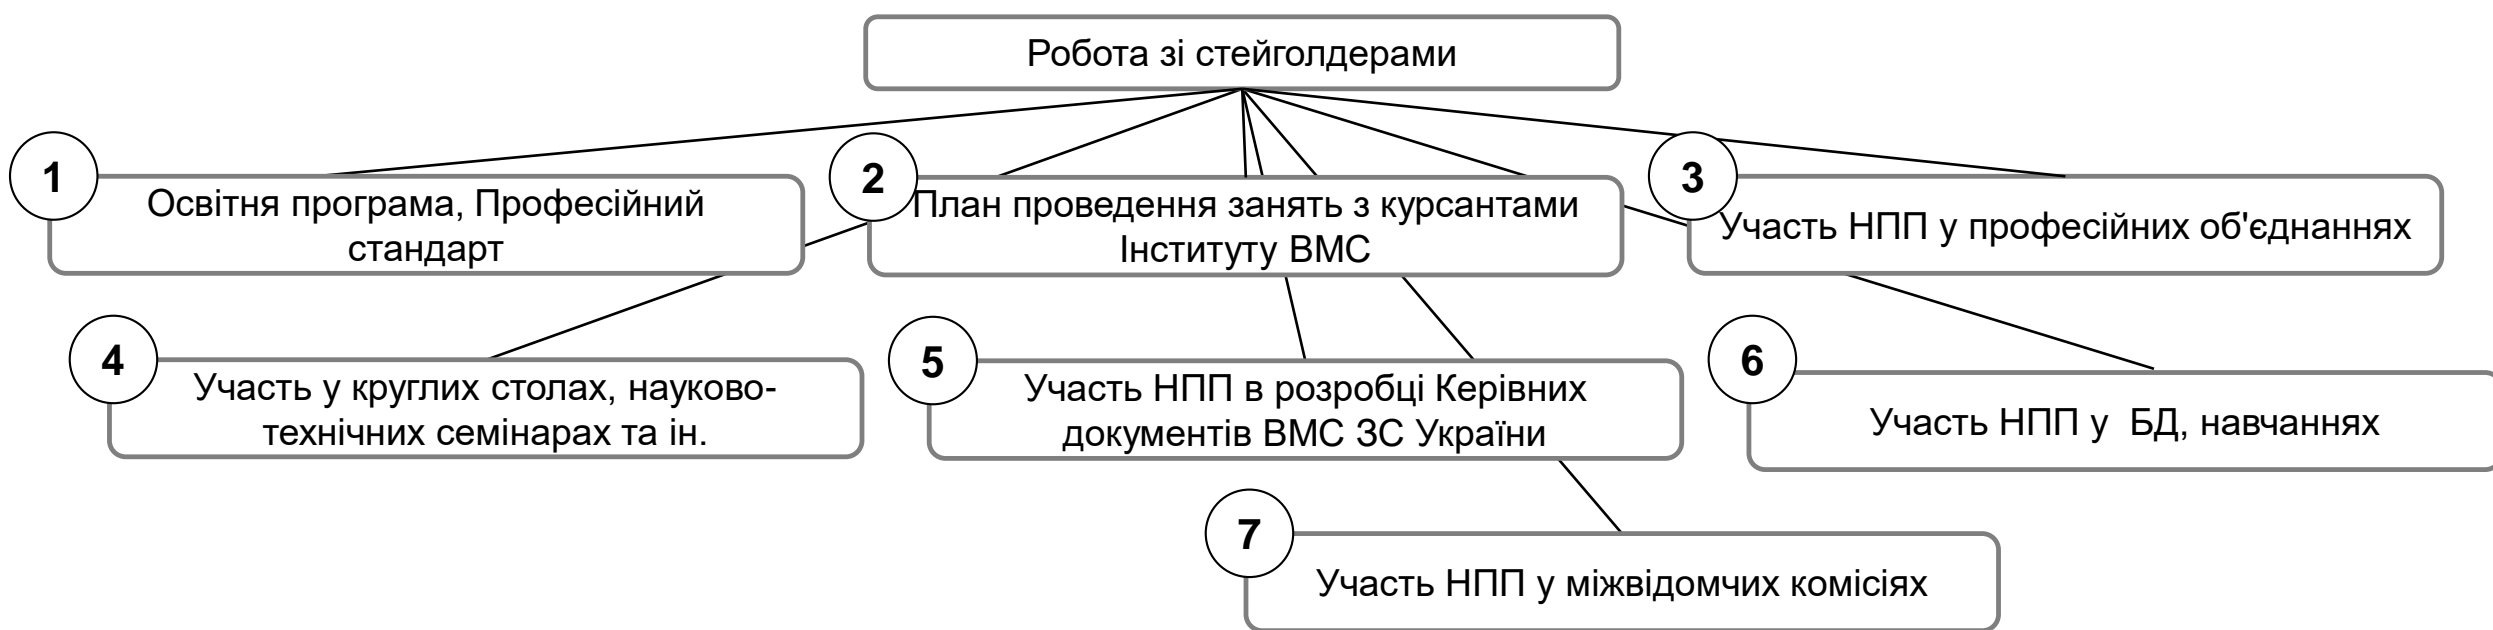 Робота зі стейголдерами
1
Освітня програма, Професійний
стандарт
2
План проведення занять з курсантами
Інституту ВМС
3
Участь НПП у професійних об'єднаннях
4
Участь у круглих столах, науково-
технічних семінарах та ін.
5
Участь НПП в розробці Керівних
документів ВМС ЗС України
6
Участь НПП у  БД, навчаннях
7
Участь НПП у міжвідомчих комісіях